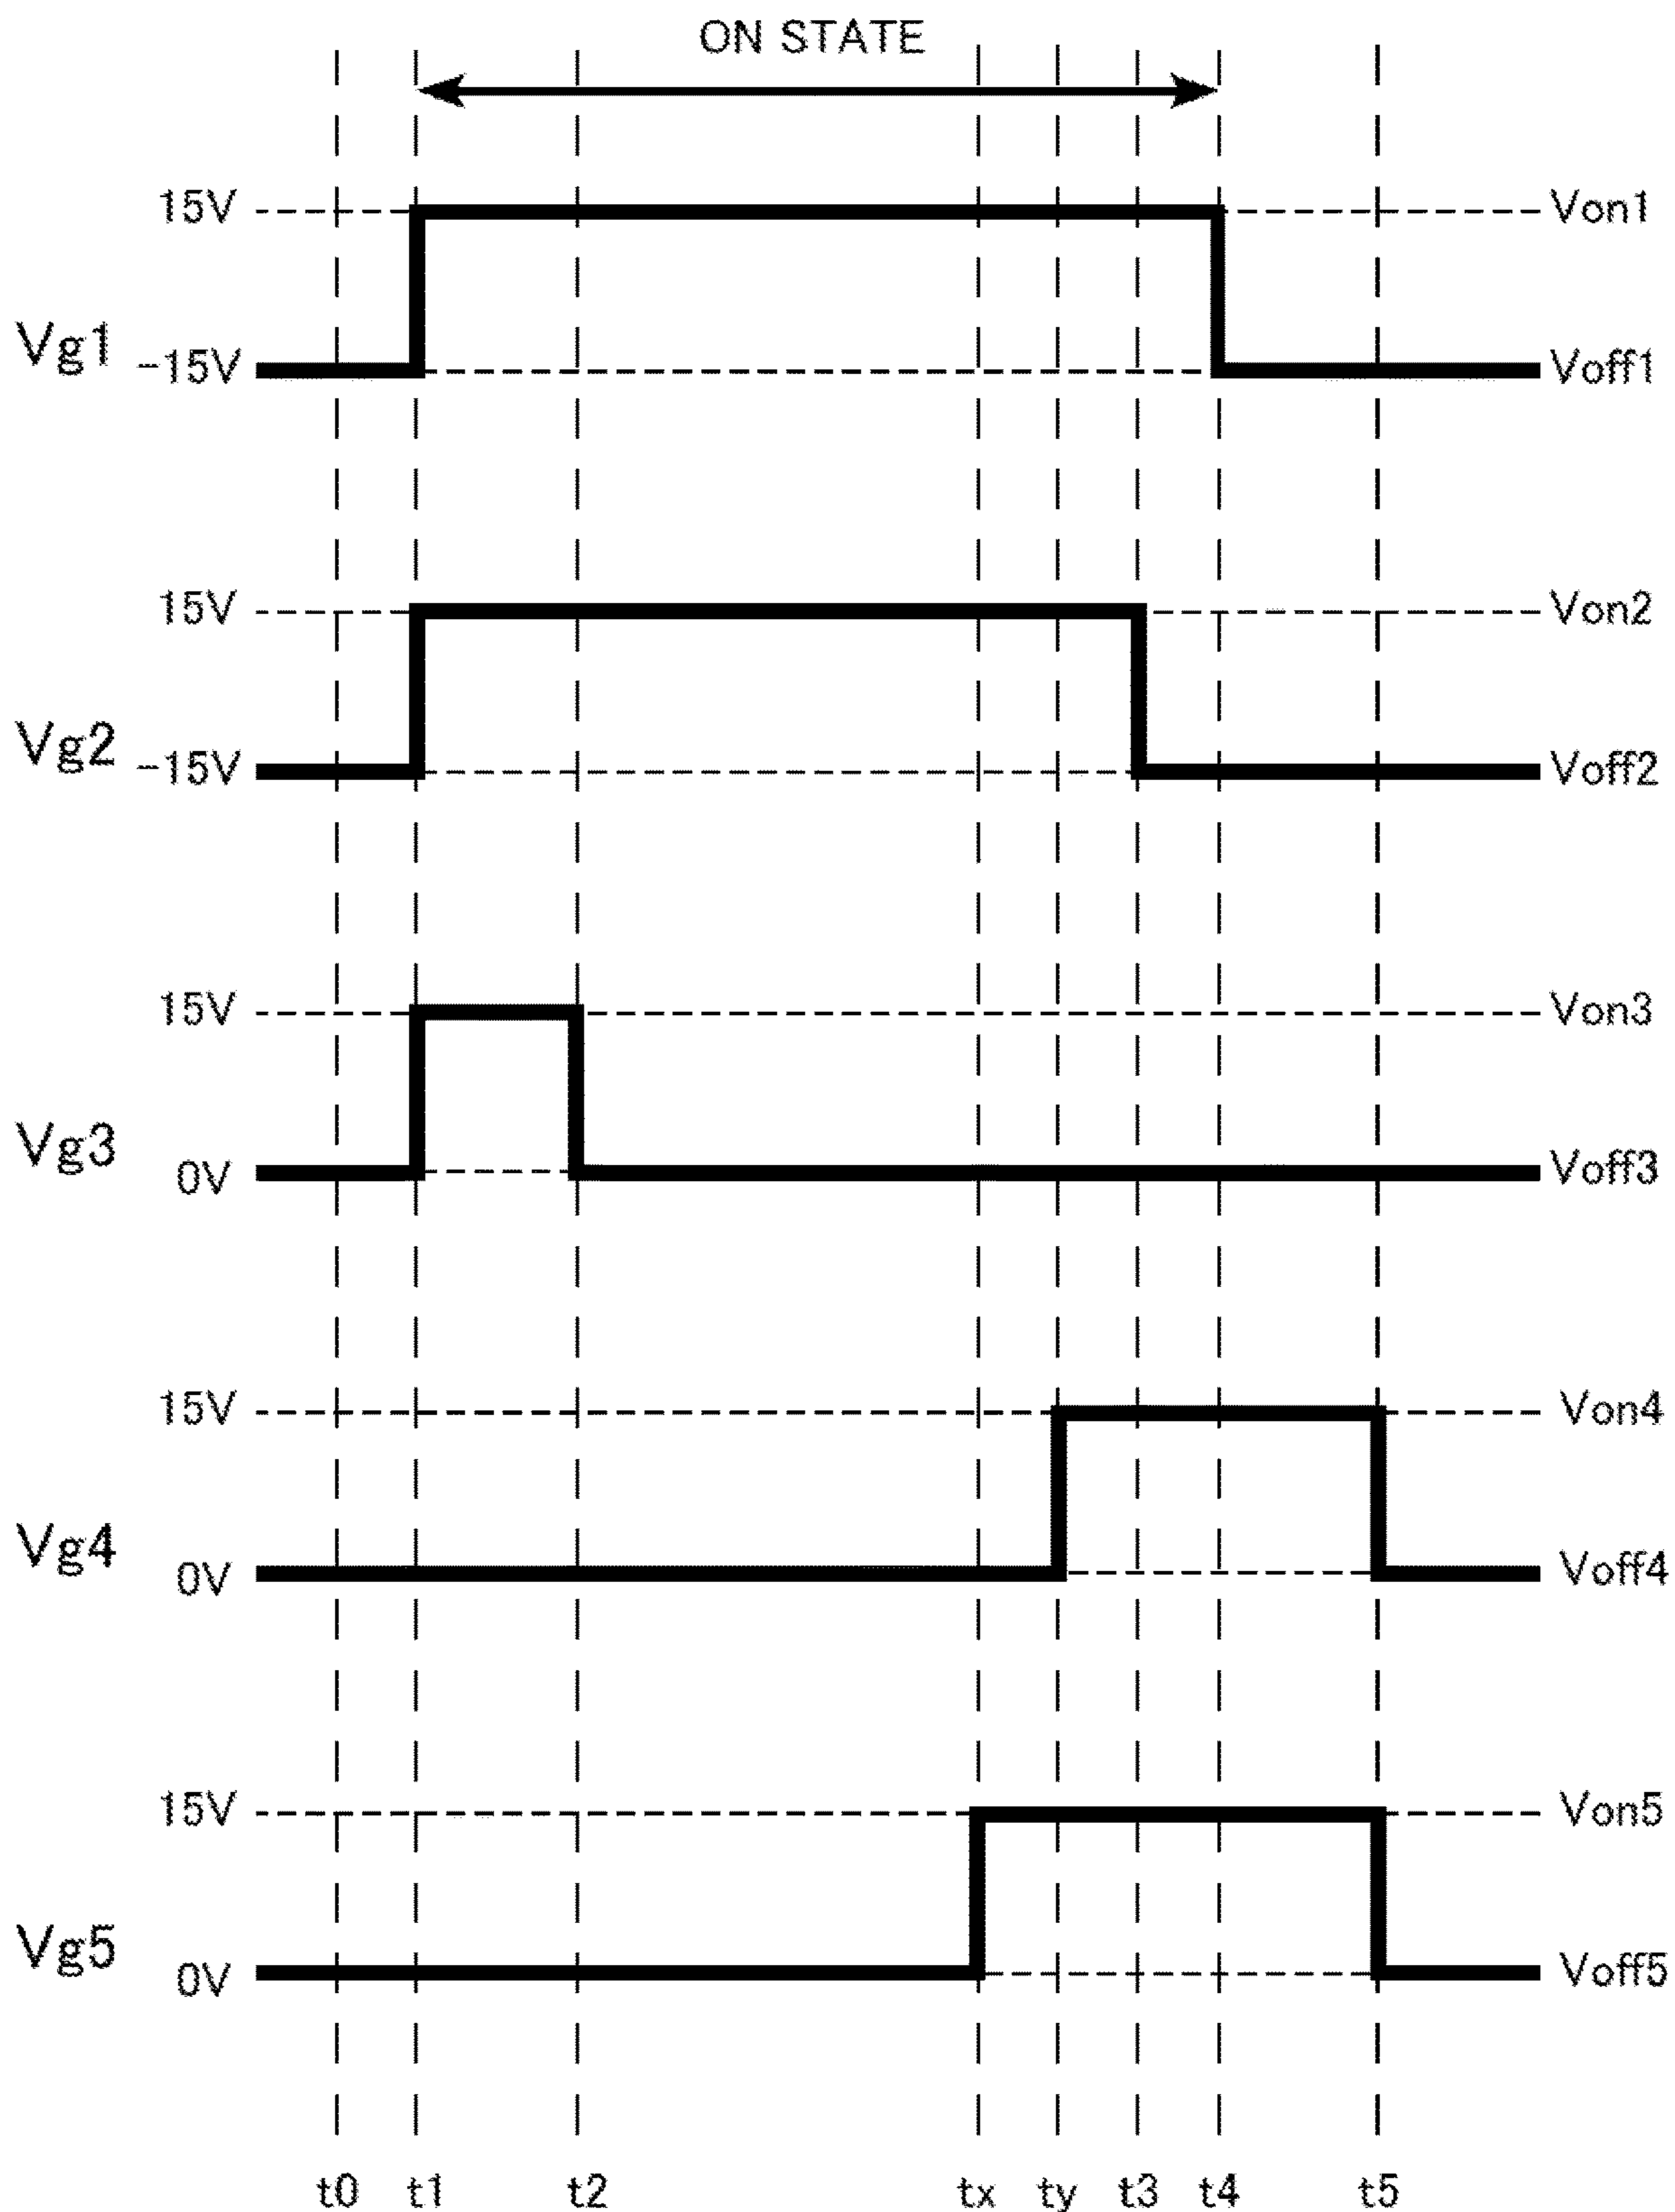 ON STATE
15V Von1
Vg1 -15V Voff1
15V Von2
Vg2 -15V Voff2
15V Von3
Vg3 0V Voff3
15V Von4
Vg4 0V Voff4
15V Von5
Vg5 0V Voff5
t0 t1 t2 tx ty t3 t4 t5